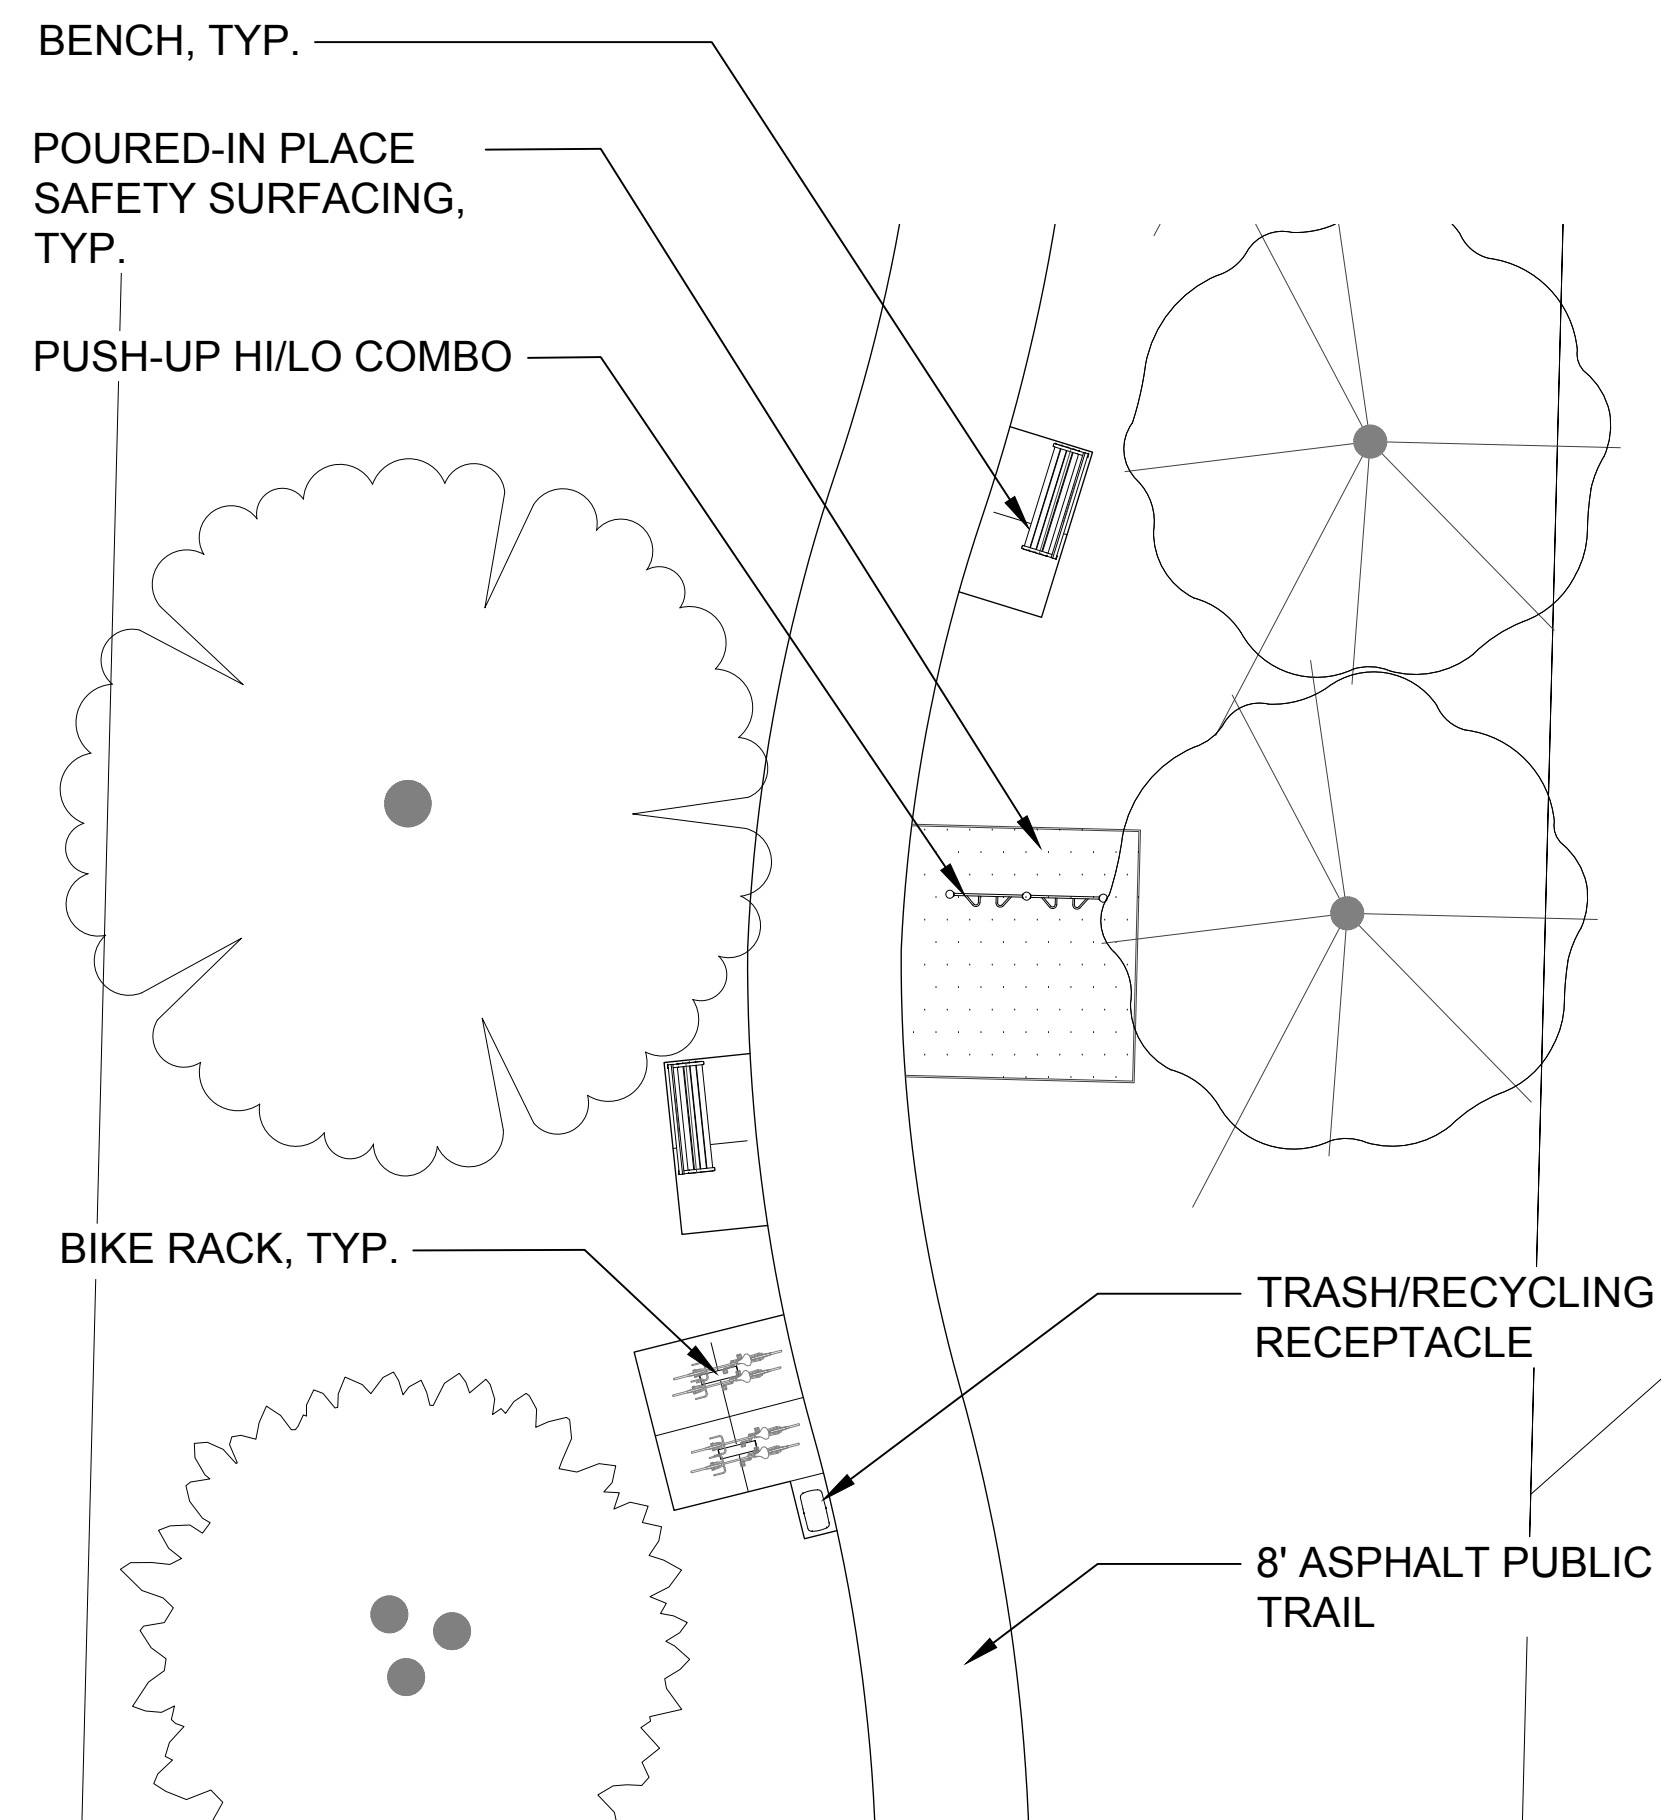 BENCH, TYP.
POURED-IN PLACE
SAFETY SURFACING,
TYP.
PUSH-UP HI/LO COMBO
BIKE RACK, TYP.
TRASH/RECYCLING
RECEPTACLE
8' ASPHALT PUBLIC
TRAIL